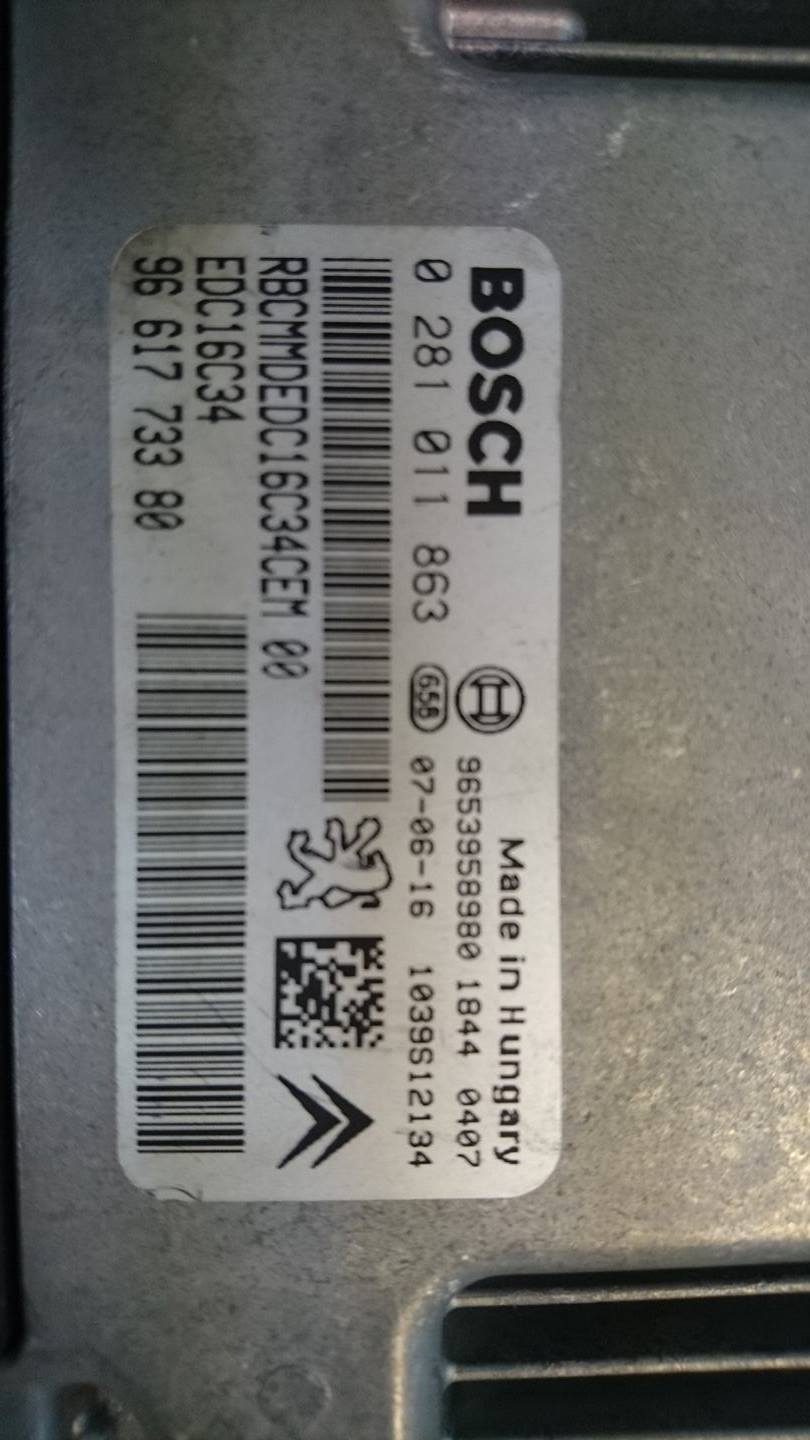 BOSCH
Made in Hungary
9653958980 1844 0407
0 281 011 863
658
07-06-16 1039S12134
RBCMMDEDC16C34CEM 00
EDC16C34
96 617 733 80